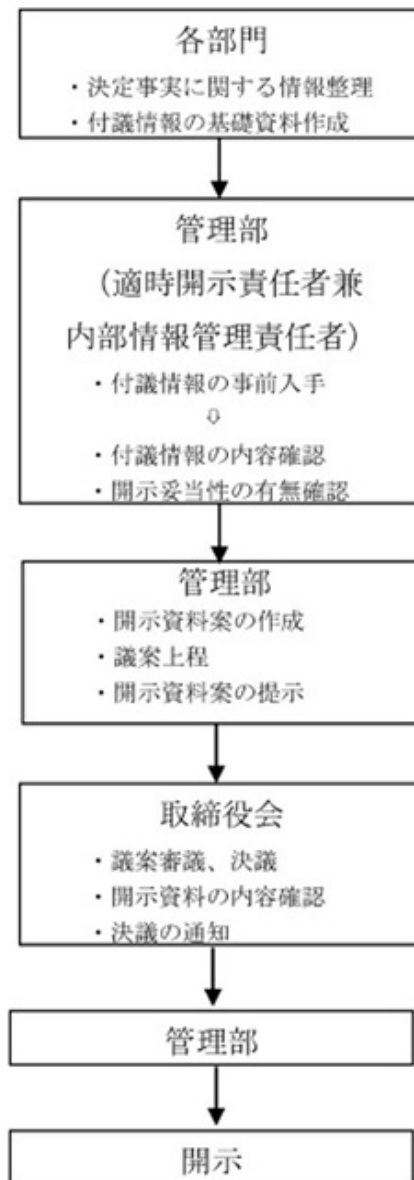 各部門
・決定事実に関する情報整理
・付議情報の基礎資料作成
管理部
（適時開示責任者兼
内部情報管理責任者）
・付議情報の事前入手
⇩
・付議情報の内容確認
・開示妥当性の有無確認
管理部
・開示資料案の作成
・議案上程
・開示資料案の提示
取締役会
・議案審議、決議
・開示資料の内容確認
・決議の通知
管理部
開示